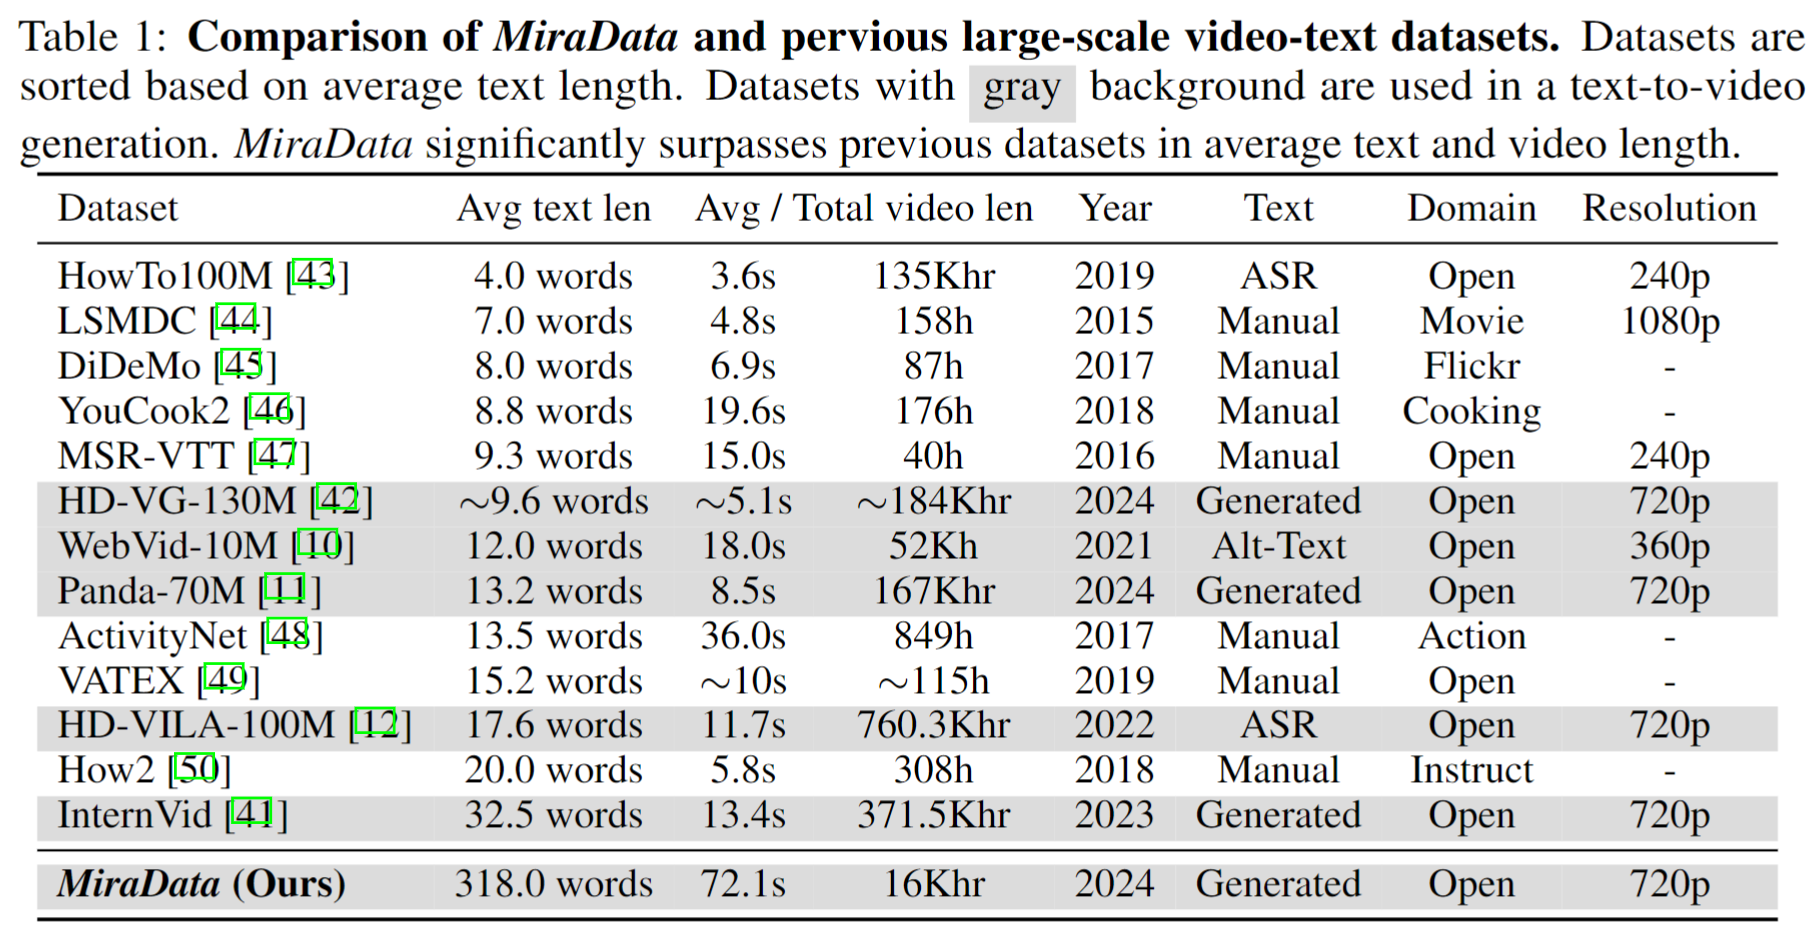 Table 1: Comparison of MiraData and pervious large-scale video-text datasets. Datasets are
sorted based on average text length. Datasets with gray background are used in a text-to-video
generation. MiraData significantly surpasses previous datasets in average text and video length.
Dataset Avg text len Avg / Total video len Year Text Domain Resolution
HowTo100M [43] 4.0 words 3.6s 135Khr 2019 ASR Open 240p
LSMDC [44] 7.0 words 4.8s 158h 2015 Manual Movie 1080p
DiDeMo [45] 8.0 words 6.9s 87h 2017 Manual Flickr -
YouCook2 [46] 8.8 words 19.6s 176h 2018 Manual Cooking -
MSR-VTT [47] 9.3 words 15.0s 40h 2016 Manual Open 240p
HD-VG-130M [42] ~9.6 words ~5.1s ~184Khr 2024 Generated Open 720p
WebVid-10M [10] 12.0 words 18.0s 52Kh 2021 Alt-Text Open 360p
Panda-70M [11] 13.2 words 8.5s 167Khr 2024 Generated Open 720p
ActivityNet [48] 13.5 words 36.0s 849h 2017 Manual Action -
VATEX [49] 15.2 words ~10s ~115h 2019 Manual Open -
HD-VILA-100M [12] 17.6 words 11.7s 760.3Khr 2022 ASR Open 720p
How2 [50] 20.0 words 5.8s 308h 2018 Manual Instruct -
InternVid [41] 32.5 words 13.4s 371.5Khr 2023 Generated Open 720p
MiraData (Ours) 318.0 words 72.1s 16Khr 2024 Generated Open 720p